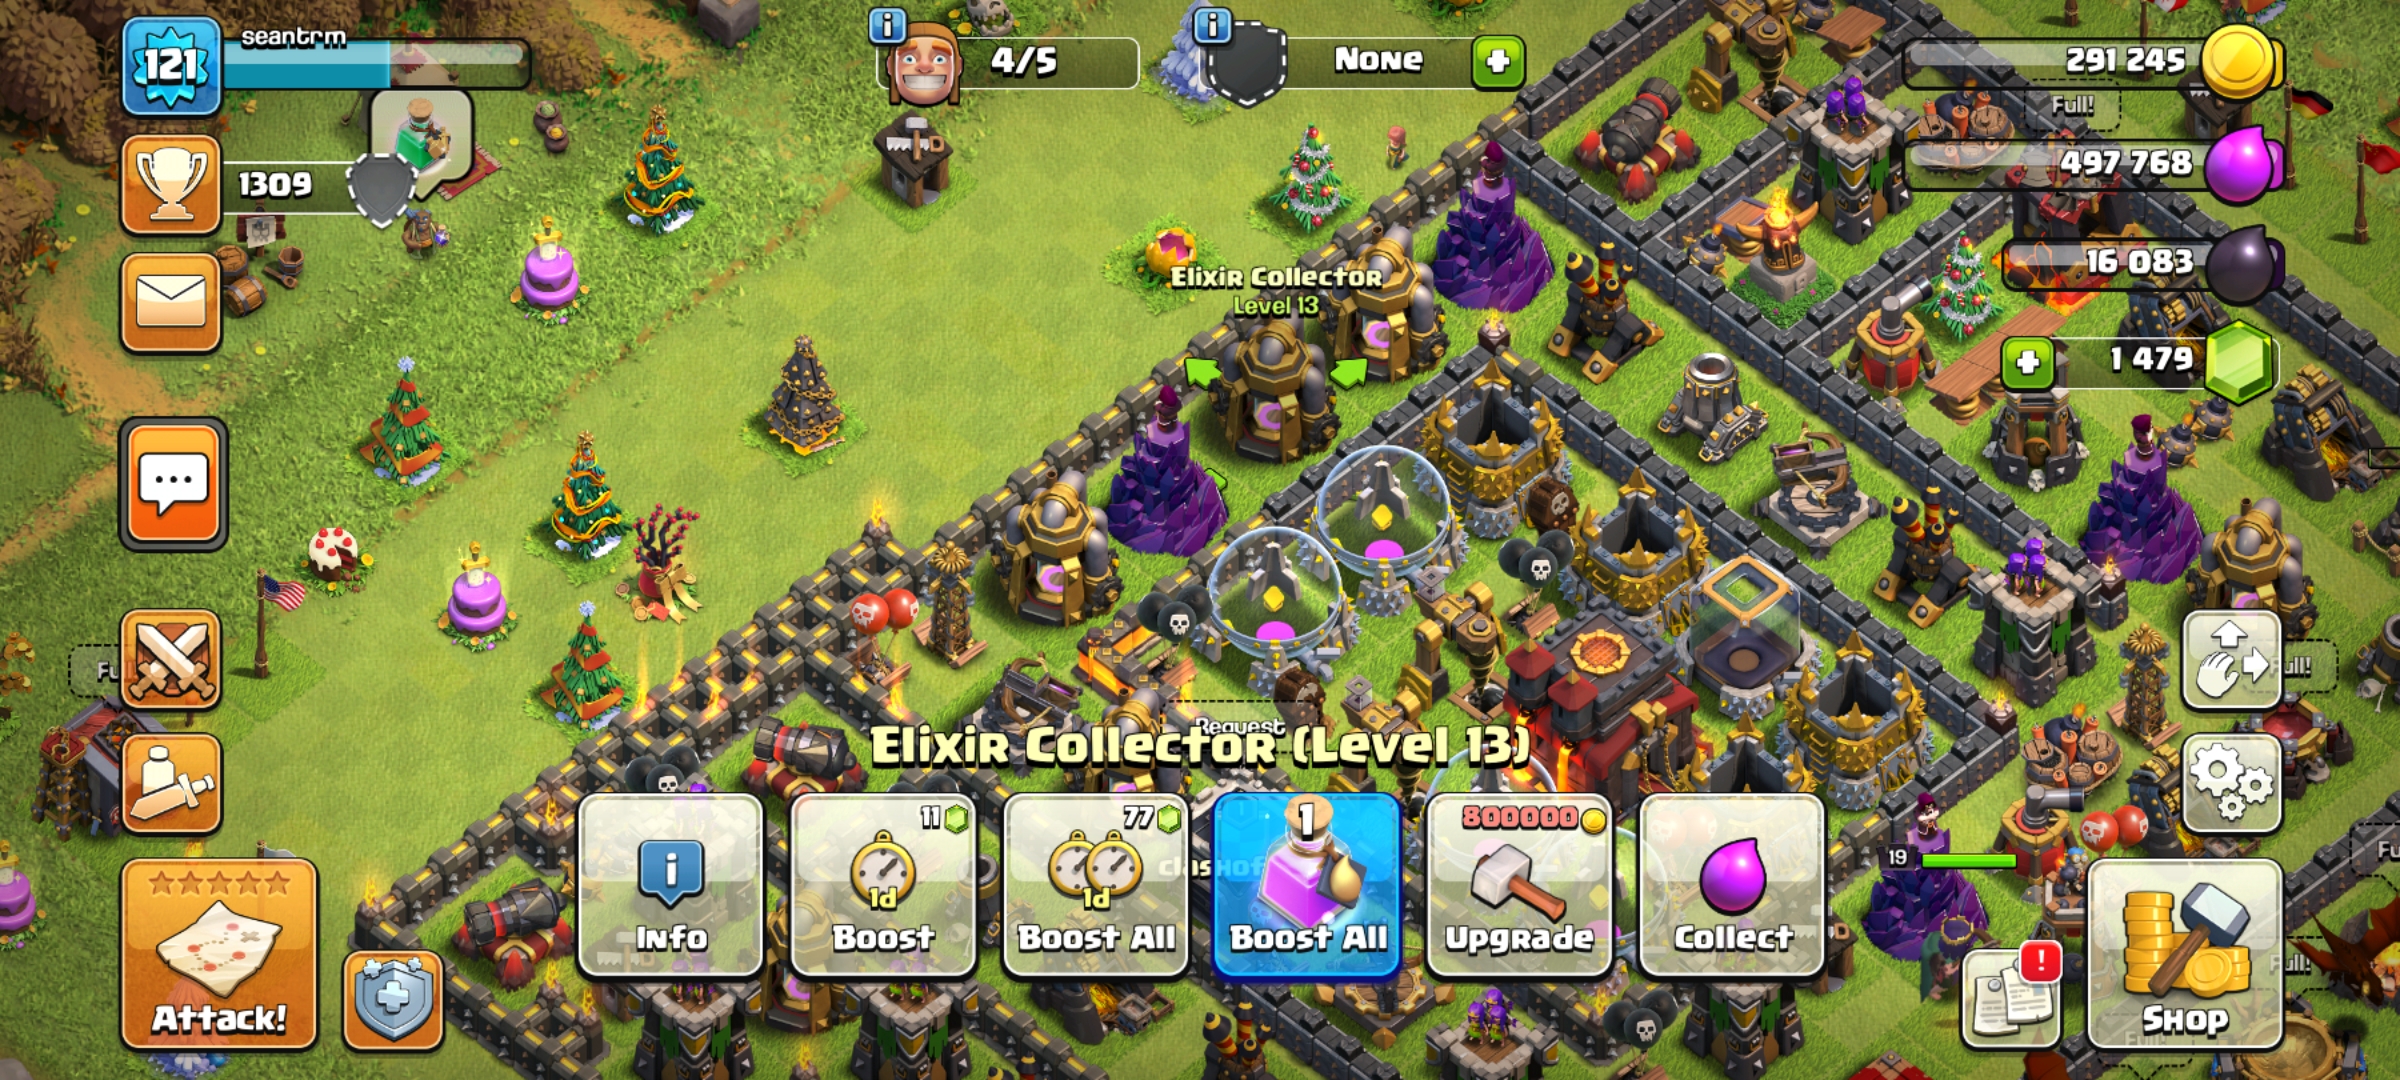 seantrm
121
4/5
None
291 245
Full!
497 768
1309
16 083
Elixir Collector
Level 13
1 479
Full!
Request
Elixir Collector (Level 13)
11
77
1
800000
1d
1d
19
Info
Boost
Boost All
Boost All
Upgrade
Collect
Attack!
Shop
!